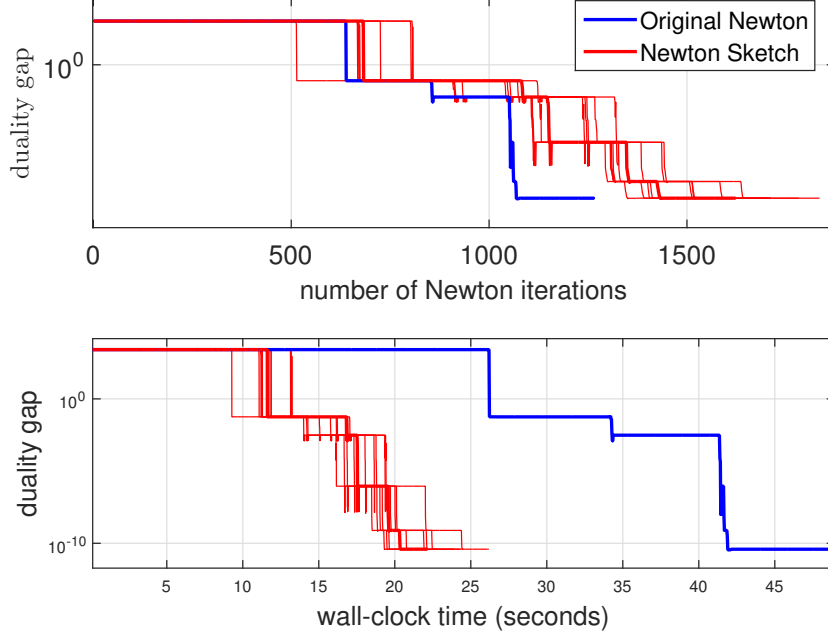 Original Newton
Newton Sketch
10^0
duality gap
0 500 1000 1500
number of Newton iterations
10^0
duality gap
10^-10
5 10 15 20 25 30 35 40 45
wall-clock time (seconds)